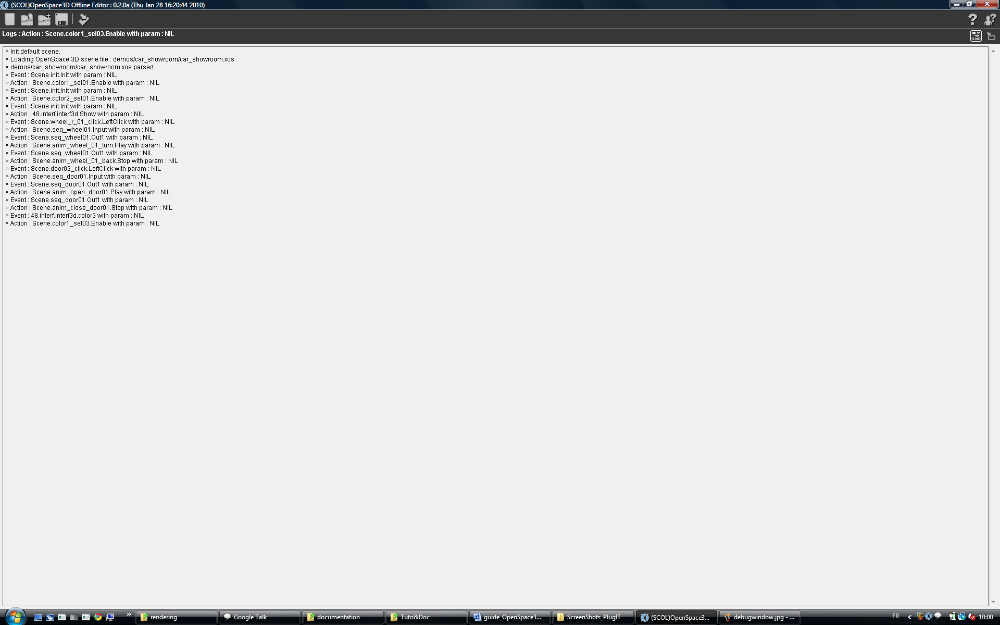 (SCOL)OpenSpace3D Offline Editor : 0.2.0a (Thu Jan 28 16:20:44 2010)
Logs : Action : Scene.color1_sel03.Enable with param : NIL
<LOG>
> Init default scene.
> Loading OpenSpace 3D scene file : demos/car_showroom/car_showroom.xos
> demos/car_showroom/car_showroom.xos parsed.
> Event : Scene.init.Init with param : NIL
> Action : Scene.color1_sel01.Enable with param : NIL
> Event : Scene.init.Init with param : NIL
> Action : Scene.color2_sel01.Enable with param : NIL
> Event : Scene.init.Init with param : NIL
> Action : 48.interf.interf3d.Show with param : NIL
> Event : Scene.wheel_r_01_click.LeftClick with param : NIL
> Action : Scene.seq_wheel01.Input with param : NIL
> Event : Scene.seq_wheel01.Out1 with param : NIL
> Action : Scene.anim_wheel_01_turn.Play with param : NIL
> Event : Scene.seq_wheel01.Out1 with param : NIL
> Action : Scene.anim_wheel_01_back.Stop with param : NIL
> Event : Scene.door02_click.LeftClick with param : NIL
> Action : Scene.seq_door01.Input with param : NIL
> Event : Scene.seq_door01.Out1 with param : NIL
> Action : Scene.anim_open_door01.Play with param : NIL
> Event : Scene.seq_door01.Out1 with param : NIL
> Action : Scene.anim_close_door01.Stop with param : NIL
> Event : 48.interf.interf3d.color3 with param : NIL
> Action : Scene.color1_sel03.Enable with param : NIL
rendering
Google Talk
documentation
Tuto&Doc
guide_OpenSpace3...
ScreenShots_PlugIT
(SCOL)OpenSpace3...
debugwindow.jpg - ...
FR
10:00